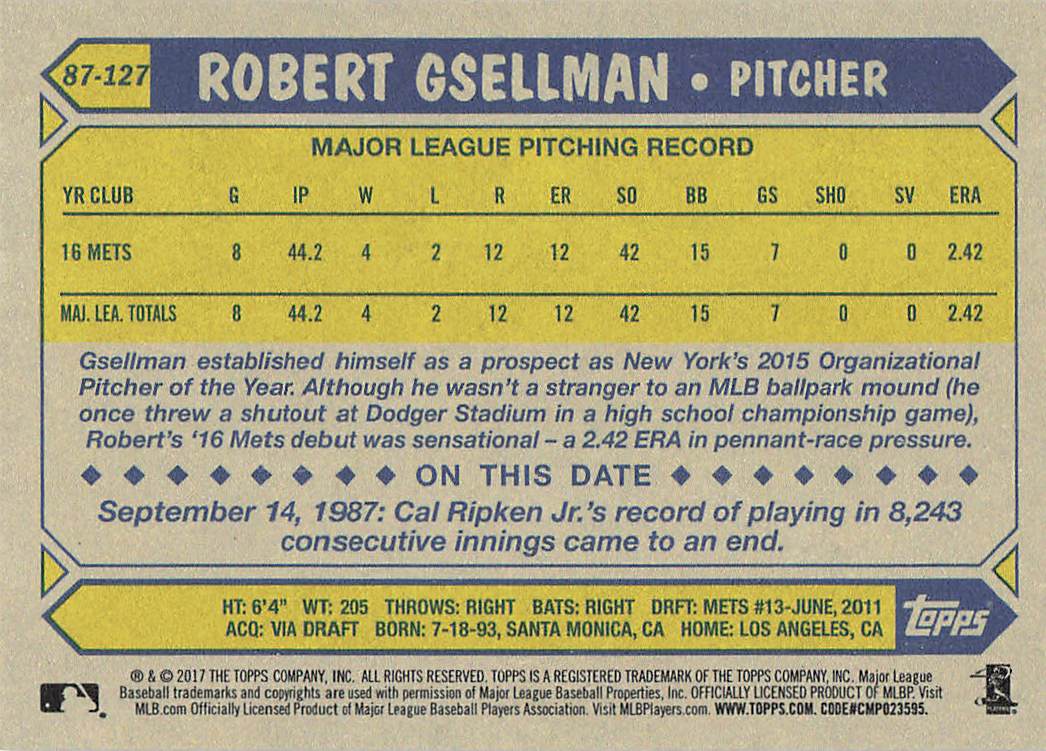 87-127 ROBERT GSELLMAN • PITCHER
MAJOR LEAGUE PITCHING RECORD
YR CLUB G IP W L R ER SO BB GS SHO SV ERA
16 METS 8 44.2 4 2 12 12 42 15 7 0 0 2.42
MAJ. LEA. TOTALS 8 44.2 4 2 12 12 42 15 7 0 0 2.42
Gsellman established himself as a prospect as New York's 2015 Organizational
Pitcher of the Year. Although he wasn't a stranger to an MLB ballpark mound (he
once threw a shutout at Dodger Stadium in a high school championship game),
Robert's '16 Mets debut was sensational – a 2.42 ERA in pennant-race pressure.
ON THIS DATE
September 14, 1987: Cal Ripken Jr.'s record of playing in 8,243
consecutive innings came to an end.
HT: 6'4" WT: 205 THROWS: RIGHT BATS: RIGHT DRFT: METS #13-JUNE, 2011
ACQ: VIA DRAFT BORN: 7-18-93, SANTA MONICA, CA HOME: LOS ANGELES, CA
topps
® & © 2017 THE TOPPS COMPANY, INC. ALL RIGHTS RESERVED. TOPPS IS A REGISTERED TRADEMARK OF THE TOPPS COMPANY, INC. Major League
Baseball trademarks and copyrights are used with permission of Major League Baseball Properties, Inc. OFFICIALLY LICENSED PRODUCT OF MLBP. Visit
MLB.com Officially Licensed Product of Major League Baseball Players Association. Visit MLBPlayers.com. WWW.TOPPS.COM. CODE#CMP023595.